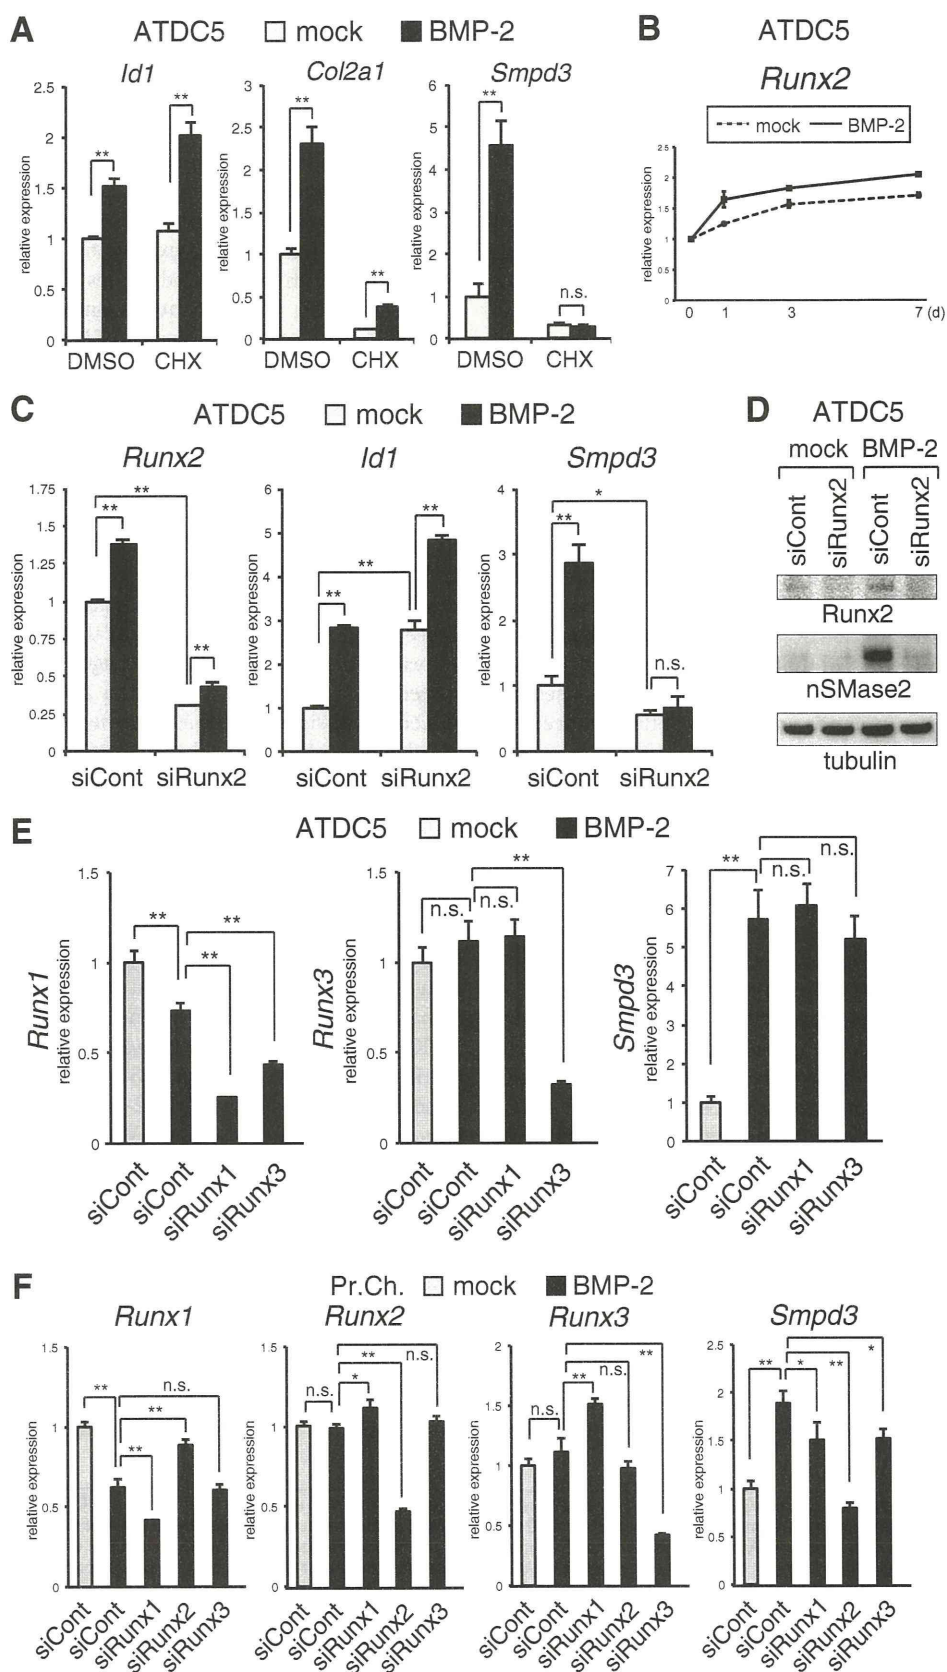 A ATDC5 mock BMP-2
Id1 Col2a1 Smpd3
relative expression
2.5
2
1.5
1
0.5
0
**
**
DMSO CHX
relative expression
3
2.5
2
1.5
1
0.5
0
**
**
DMSO CHX
relative expression
6
5
4
3
2
1
0
**
n.s.
DMSO CHX
B ATDC5
Runx2
mock BMP-2
relative expression
2.5
2
1.5
1
0.5
0
0 1 3 7 (d)
C ATDC5 mock BMP-2
Runx2 Id1 Smpd3
relative expression
1.75
1.5
1.25
1
0.75
0.5
0.25
0
**
**
**
siCont siRunx2
relative expression
6
5
4
3
2
1
0
**
**
**
siCont siRunx2
relative expression
4
3
2
1
0
*
**
n.s.
siCont siRunx2
D ATDC5
mock BMP-2
siCont siRunx2 siCont siRunx2
Runx2
nSMase2
tubulin
E ATDC5 mock BMP-2
Runx1
relative expression
1.5
1
0.5
0
**
**
**
siCont siCont siRunx1 siRunx3
Runx3
relative expression
1.5
1
0.5
0
**
n.s. n.s.
siCont siCont siRunx1 siRunx3
Smpd3
relative expression
7
6
5
4
3
2
1
0
n.s.
** n.s.
siCont siCont siRunx1 siRunx3
F Pr.Ch. mock BMP-2
Runx1 Runx2 Runx3 Smpd3
relative expression
1.5
1
0.5
0
n.s.
**
**
**
siCont siCont siRunx1 siRunx2 siRunx3
relative expression
1.5
1
0.5
0
n.s.
**
n.s. *
siCont siCont siRunx1 siRunx2 siRunx3
relative expression
2
1.5
1
0.5
0
**
n.s.
**
n.s.
siCont siCont siRunx1 siRunx2 siRunx3
relative expression
2.5
2
1.5
1
0.5
0
** * ** *
siCont siCont siRunx1 siRunx2 siRunx3